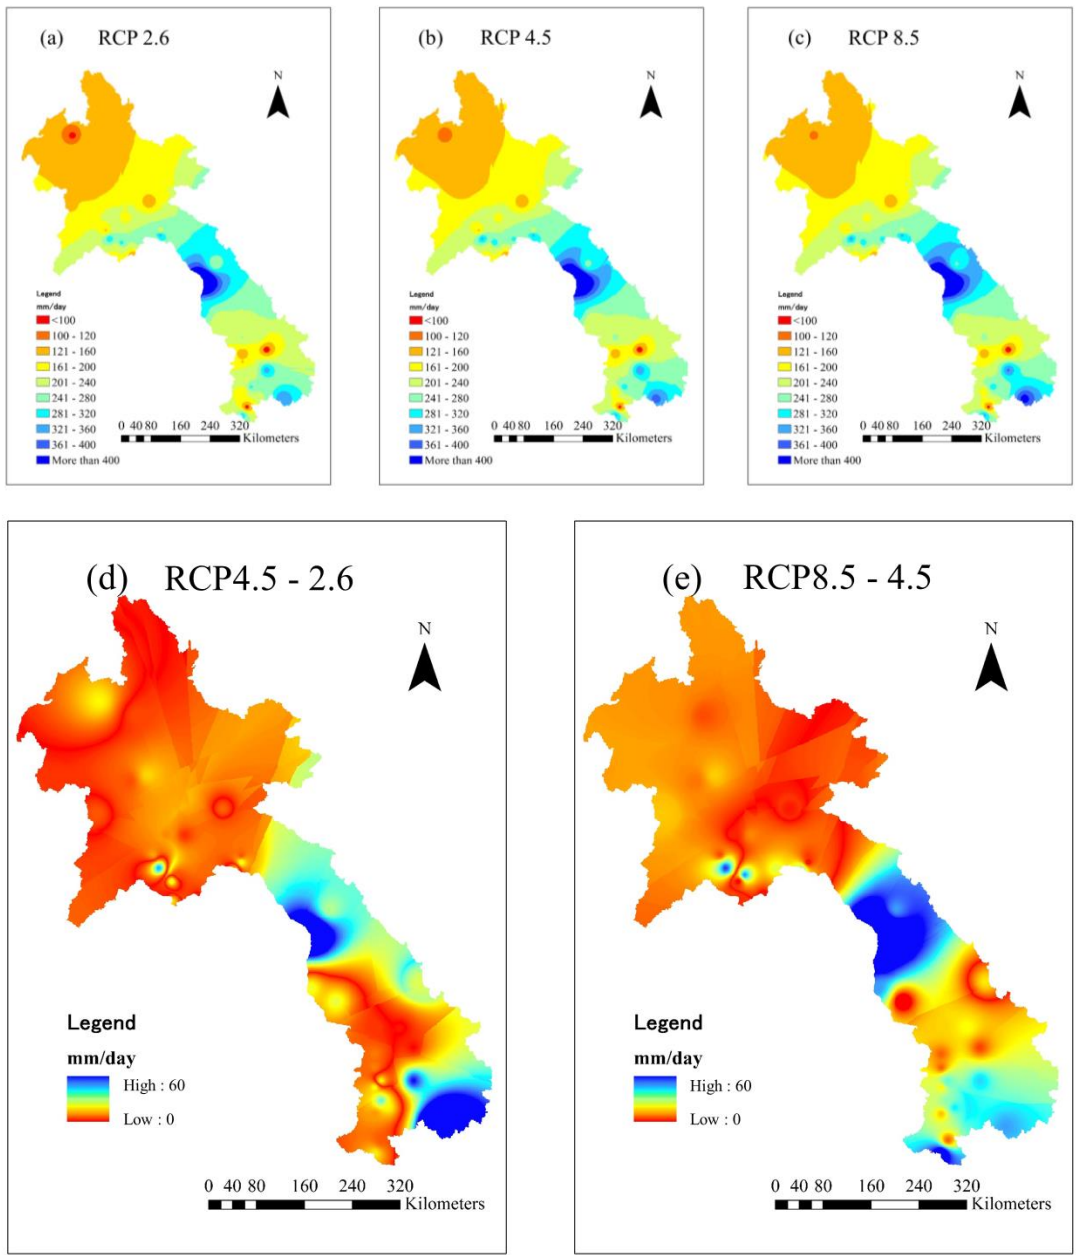 (a) RCP 2.6
N
Legend
mm/day
<100
100 - 120
121 - 160
161 - 200
201 - 240
241 - 280
281 - 320
321 - 360
361 - 400
More than 400
0 40 80 160 240 320
Kilometers
(b) RCP 4.5
N
Legend
mm/day
<100
100 - 120
121 - 160
161 - 200
201 - 240
241 - 280
281 - 320
321 - 360
361 - 400
More than 400
0 40 80 160 240 320
Kilometers
(c) RCP 8.5
N
Legend
mm/day
<100
100 - 120
121 - 160
161 - 200
201 - 240
241 - 280
281 - 320
321 - 360
361 - 400
More than 400
0 40 80 160 240 320
Kilometers
(d) RCP4.5 - 2.6
N
Legend
mm/day
High : 60
Low : 0
0 40 80 160 240 320
Kilometers
(e) RCP8.5 - 4.5
N
Legend
mm/day
High : 60
Low : 0
0 40 80 160 240 320
Kilometers